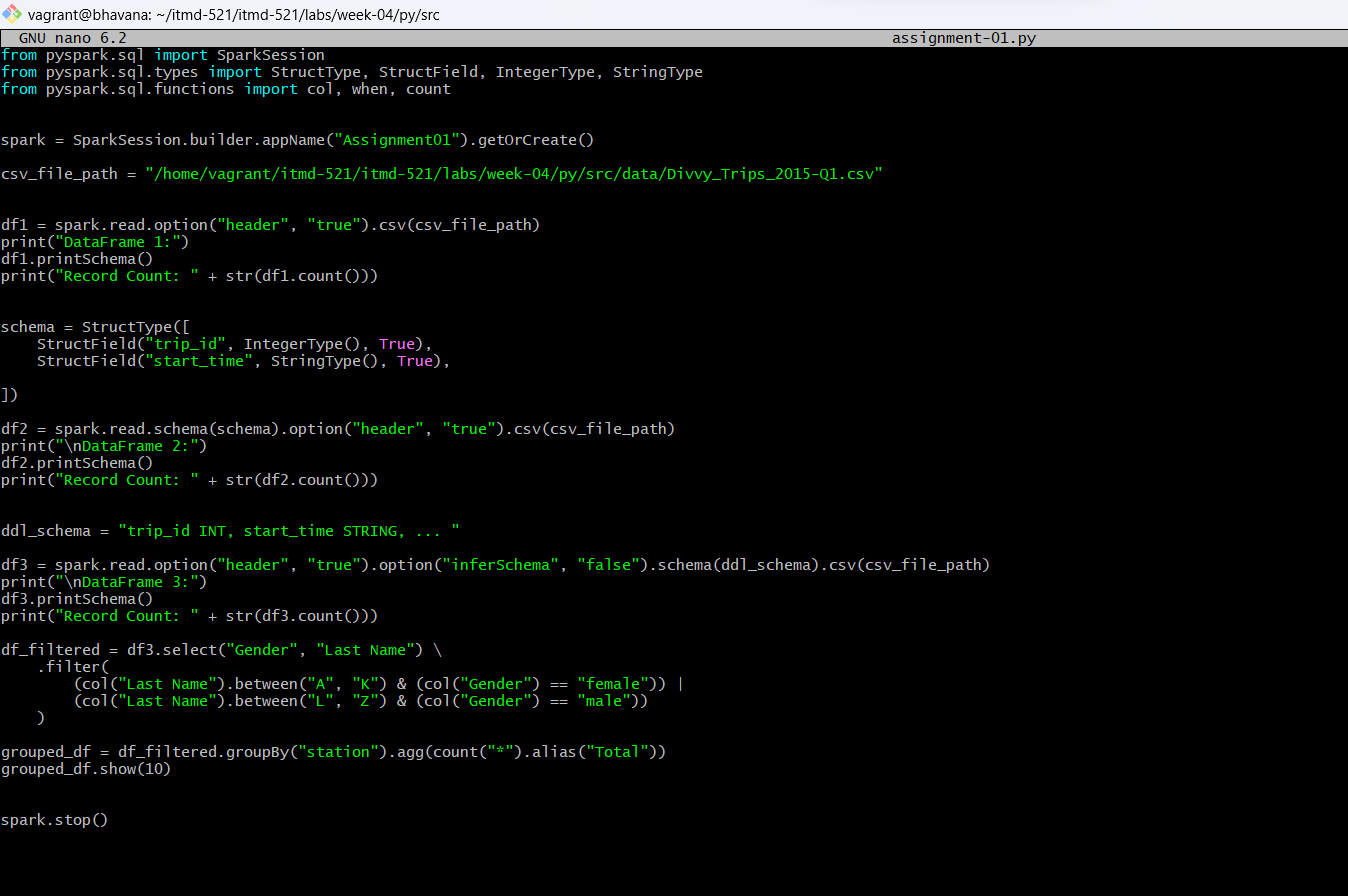 vagrant@bhavana: ~/itmd-521/itmd-521/labs/week-04/py/src
GNU nano 6.2 assignment-01.py
from pyspark.sql import SparkSession
from pyspark.sql.types import StructType, StructField, IntegerType, StringType
from pyspark.sql.functions import col, when, count
spark = SparkSession.builder.appName("Assignment01").getOrCreate()
csv_file_path = "/home/vagrant/itmd-521/itmd-521/labs/week-04/py/src/data/Divvy_Trips_2015-Q1.csv"
df1 = spark.read.option("header", "true").csv(csv_file_path)
print("DataFrame 1:")
df1.printSchema()
print("Record Count: " + str(df1.count()))
schema = StructType([
    StructField("trip_id", IntegerType(), True),
    StructField("start_time", StringType(), True),
])
df2 = spark.read.schema(schema).option("header", "true").csv(csv_file_path)
print("\nDataFrame 2:")
df2.printSchema()
print("Record Count: " + str(df2.count()))
ddl_schema = "trip_id INT, start_time STRING, ... "
df3 = spark.read.option("header", "true").option("inferSchema", "false").schema(ddl_schema).csv(csv_file_path)
print("\nDataFrame 3:")
df3.printSchema()
print("Record Count: " + str(df3.count()))
df_filtered = df3.select("Gender", "Last Name") \
    .filter(
        (col("Last Name").between("A", "K") & (col("Gender") == "female")) |
        (col("Last Name").between("L", "Z") & (col("Gender") == "male"))
    )
grouped_df = df_filtered.groupBy("station").agg(count("*").alias("Total"))
grouped_df.show(10)
spark.stop()